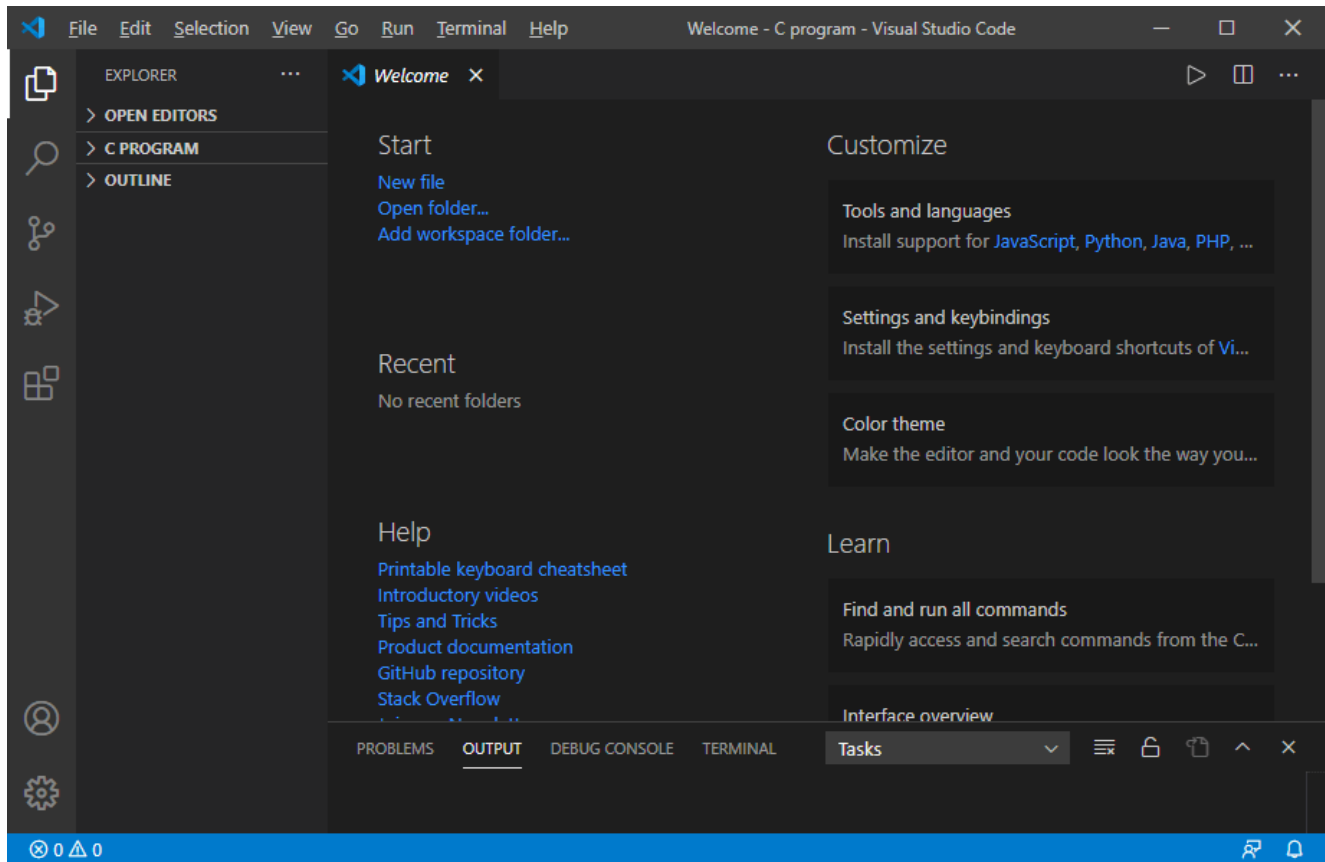 File Edit Selection View Go Run Terminal Help Welcome - C program - Visual Studio Code
EXPLORER
OPEN EDITORS
C PROGRAM
OUTLINE
Welcome
Start
New file
Open folder...
Add workspace folder...
Recent
No recent folders
Help
Printable keyboard cheatsheet
Introductory videos
Tips and Tricks
Product documentation
GitHub repository
Stack Overflow
Customize
Tools and languages
Install support for JavaScript, Python, Java, PHP, ...
Settings and keybindings
Install the settings and keyboard shortcuts of Vi...
Color theme
Make the editor and your code look the way you...
Learn
Find and run all commands
Rapidly access and search commands from the C...
Interface overview
PROBLEMS OUTPUT DEBUG CONSOLE TERMINAL Tasks
0 0